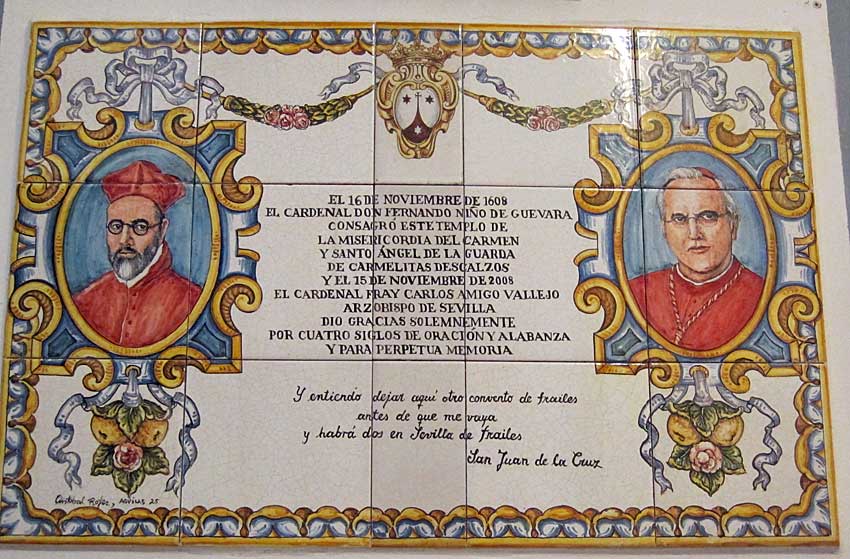 EL 16 DE NOVIEMBRE DE 1608
EL CARDENAL DON FERNANDO NIÑO DE GUEVARA
CONSAGRÓ ESTE TEMPLO DE
LA MISERICORDIA DEL CARMEN
Y SANTO ÁNGEL DE LA GUARDA
DE CARMELITAS DESCALZOS
Y EL 15 DE NOVIEMBRE DE 2008
EL CARDENAL FRAY CARLOS AMIGO VALLEJO
ARZOBISPO DE SEVILLA
DIO GRACIAS SOLEMNEMENTE
POR CUATRO SIGLOS DE ORACIÓN Y ALABANZA
Y PARA PERPETUA MEMORIA
Y entiendo dejar aquí otro convento de frailes
antes de que me vaya
y habrá dos en Sevilla de frailes
San Juan de la Cruz